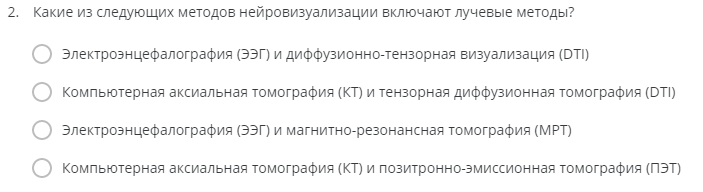 2. Какие из следующих методов нейровизуализации включают лучевые методы?
Электроэнцефалография (ЭЭГ) и диффузионно-тензорная визуализация (DTI)
Компьютерная аксиальная томография (КТ) и тензорная диффузионная томография (DTI)
Электроэнцефалография (ЭЭГ) и магнитно-резонансная томография (МРТ)
Компьютерная аксиальная томография (КТ) и позитронно-эмиссионная томография (ПЭТ)